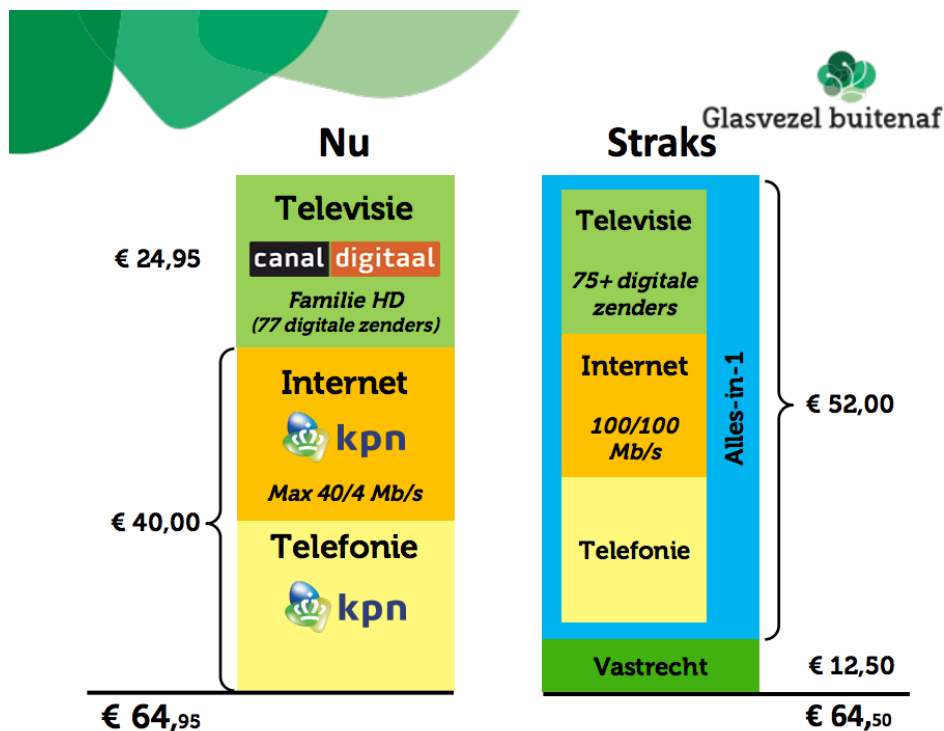 Glasvezel buitenaf
Nu
Televisie
canal digitaal
Familie HD
(77 digitale zenders)
€ 24,95
Internet
kpn
Max 40/4 Mb/s
€ 40,00
Telefonie
kpn
€ 64,95
Straks
Televisie
75+ digitale
zenders
Internet
100/100
Mb/s
Telefonie
Alles-in-1
€ 52,00
Vastrecht
€ 12,50
€ 64,50